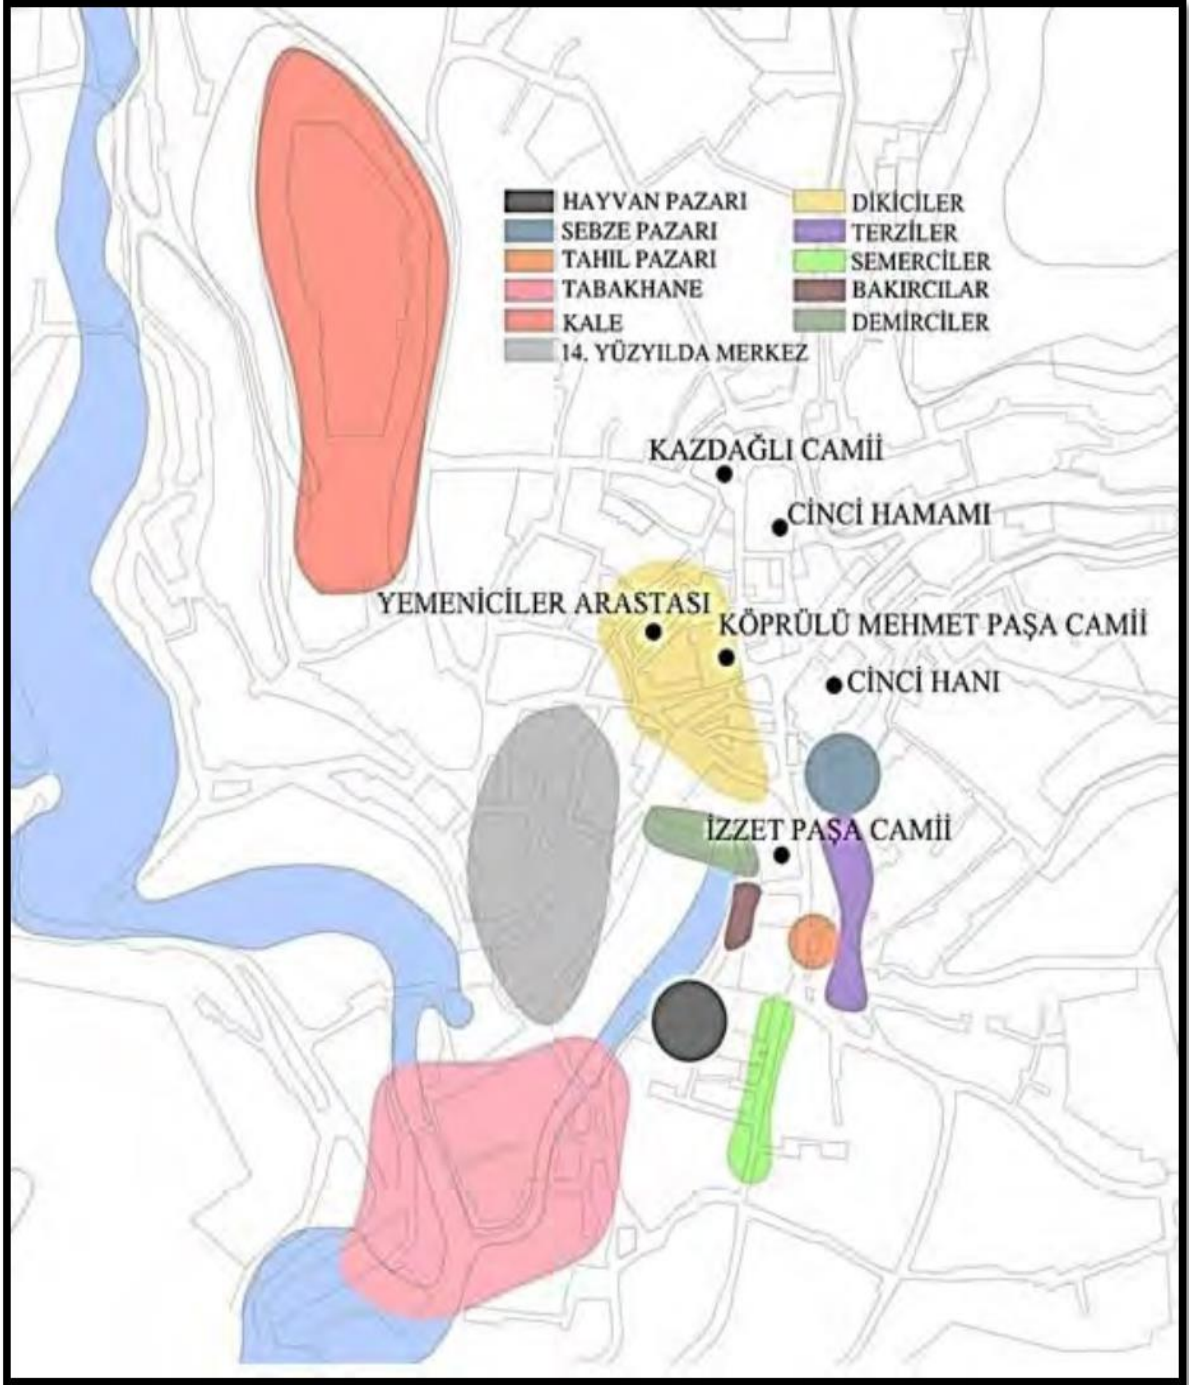 HAYVAN PAZARI
SEBZE PAZARI
TAHIL PAZARI
TABAKHANE
KALE
14. YÜZYILDA MERKEZ
DİKİCİLER
TERZİLER
SEMERCİLER
BAKIRCILAR
DEMİRCİLER
KAZDAĞLI CAMİİ
CİNCİ HAMAMI
YEMENİCİLER ARASTASI
KÖPRÜLÜ MEHMET PAŞA CAMİİ
CİNCİ HANI
İZZET PAŞA CAMİİ